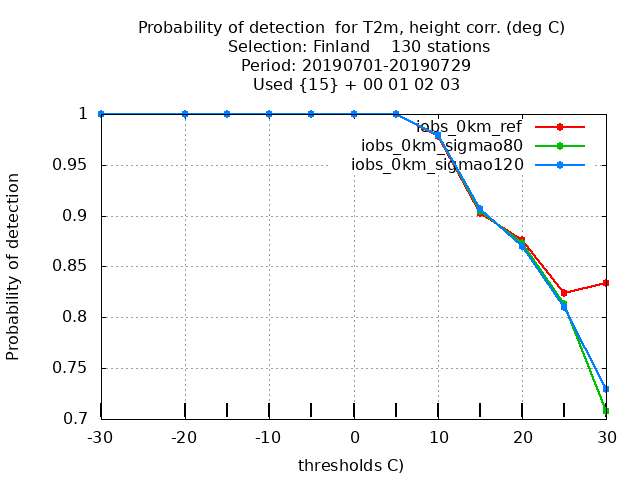 Probability of detection  for T2m, height corr. (deg C)
Selection: Finland    130 stations
Period: 20190701-20190729
Used {15} + 00 01 02 03
iobs_0km_ref
iobs_0km_sigmao80
iobs_0km_sigmao120
1
0.95
0.9
0.85
0.8
0.75
0.7
Probability of detection
-30 -20 -10 0 10 20 30
thresholds C)